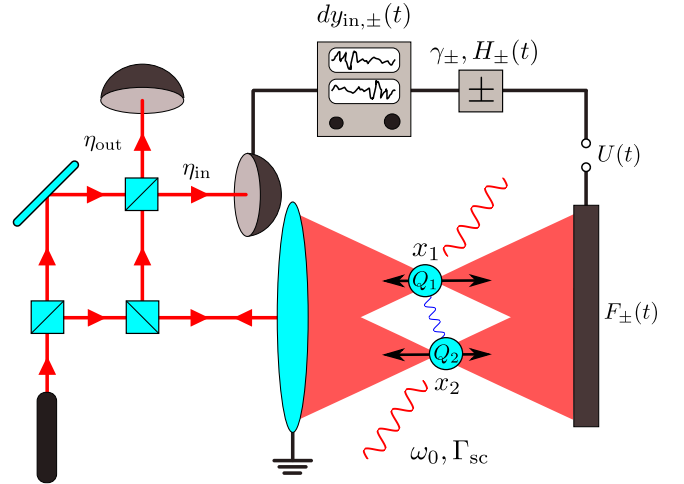 dy_{in,±}(t)
γ_±, H_±(t)
±
η_out
η_in
U(t)
x_1
Q_1
F_±(t)
Q_2
x_2
ω_0, Γ_sc